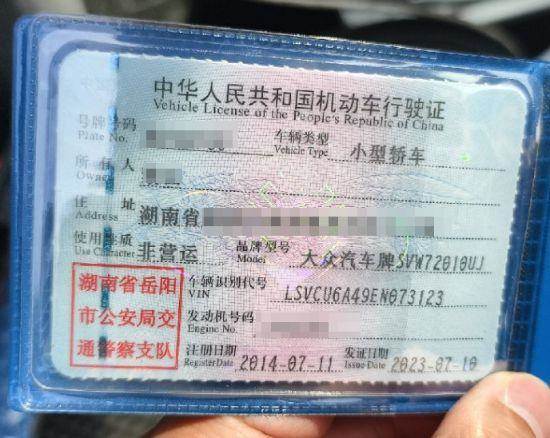 中华人民共和国机动车行驶证
Vehicle License of the People's Republic of China
号牌号码
Plate No.
车辆类型
Vehicle Type
小型轿车
所有人
Owner
住址
Address
湖南省
使用性质
Use Character
非营运
品牌型号
Model
大众汽车牌SVW72010UJ
湖南省岳阳
市公安局交
通警察支队
车辆识别代号
VIN
LSVCU6A49EN073123
发动机号码
Engine No.
注册日期
Register Date
2014-07-11
发证日期
Issue Date
2023-07-10